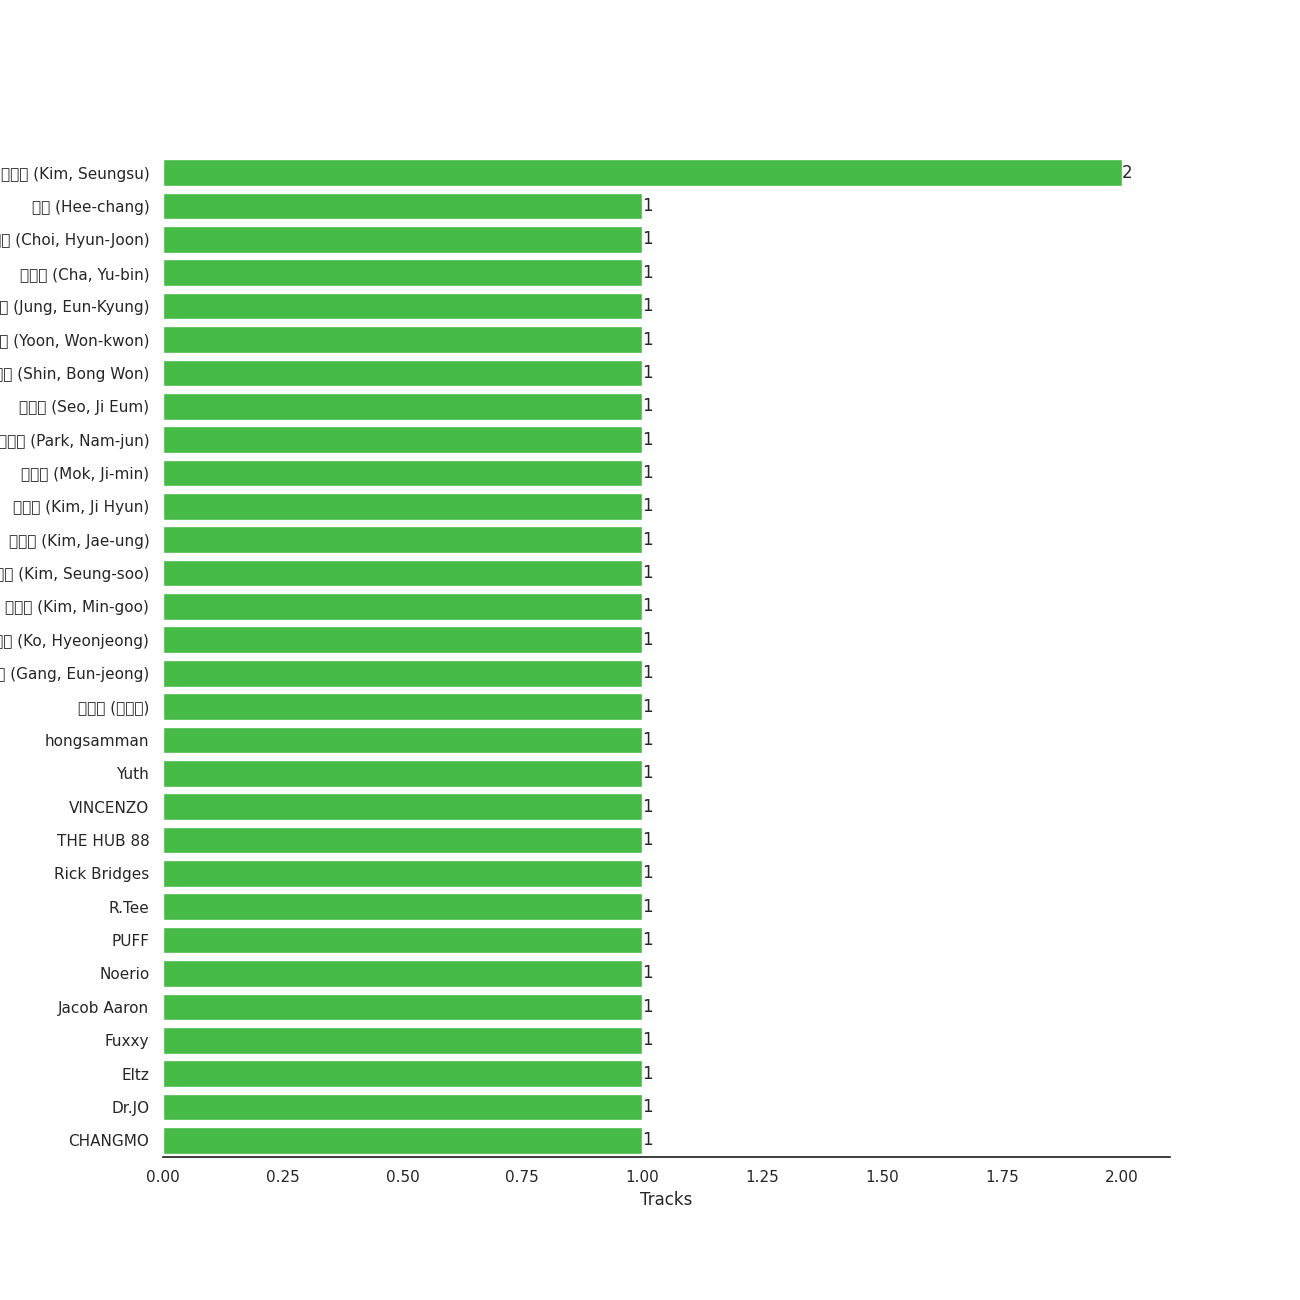 (Kim, Seungsu) 2
(Hee-chang) 1
(Choi, Hyun-Joon) 1
(Cha, Yu-bin) 1
(Jung, Eun-Kyung) 1
(Yoon, Won-kwon) 1
(Shin, Bong Won) 1
(Seo, Ji Eum) 1
(Park, Nam-jun) 1
(Mok, Ji-min) 1
(Kim, Ji Hyun) 1
(Kim, Jae-ung) 1
(Kim, Seung-soo) 1
(Kim, Min-goo) 1
(Ko, Hyeonjeong) 1
(Gang, Eun-jeong) 1
1
hongsamman 1
Yuth 1
VINCENZO 1
THE HUB 88 1
Rick Bridges 1
R.Tee 1
PUFF 1
Noerio 1
Jacob Aaron 1
Fuxxy 1
Eltz 1
Dr.JO 1
CHANGMO 1
0.00 0.25 0.50 0.75 1.00 1.25 1.50 1.75 2.00
Tracks